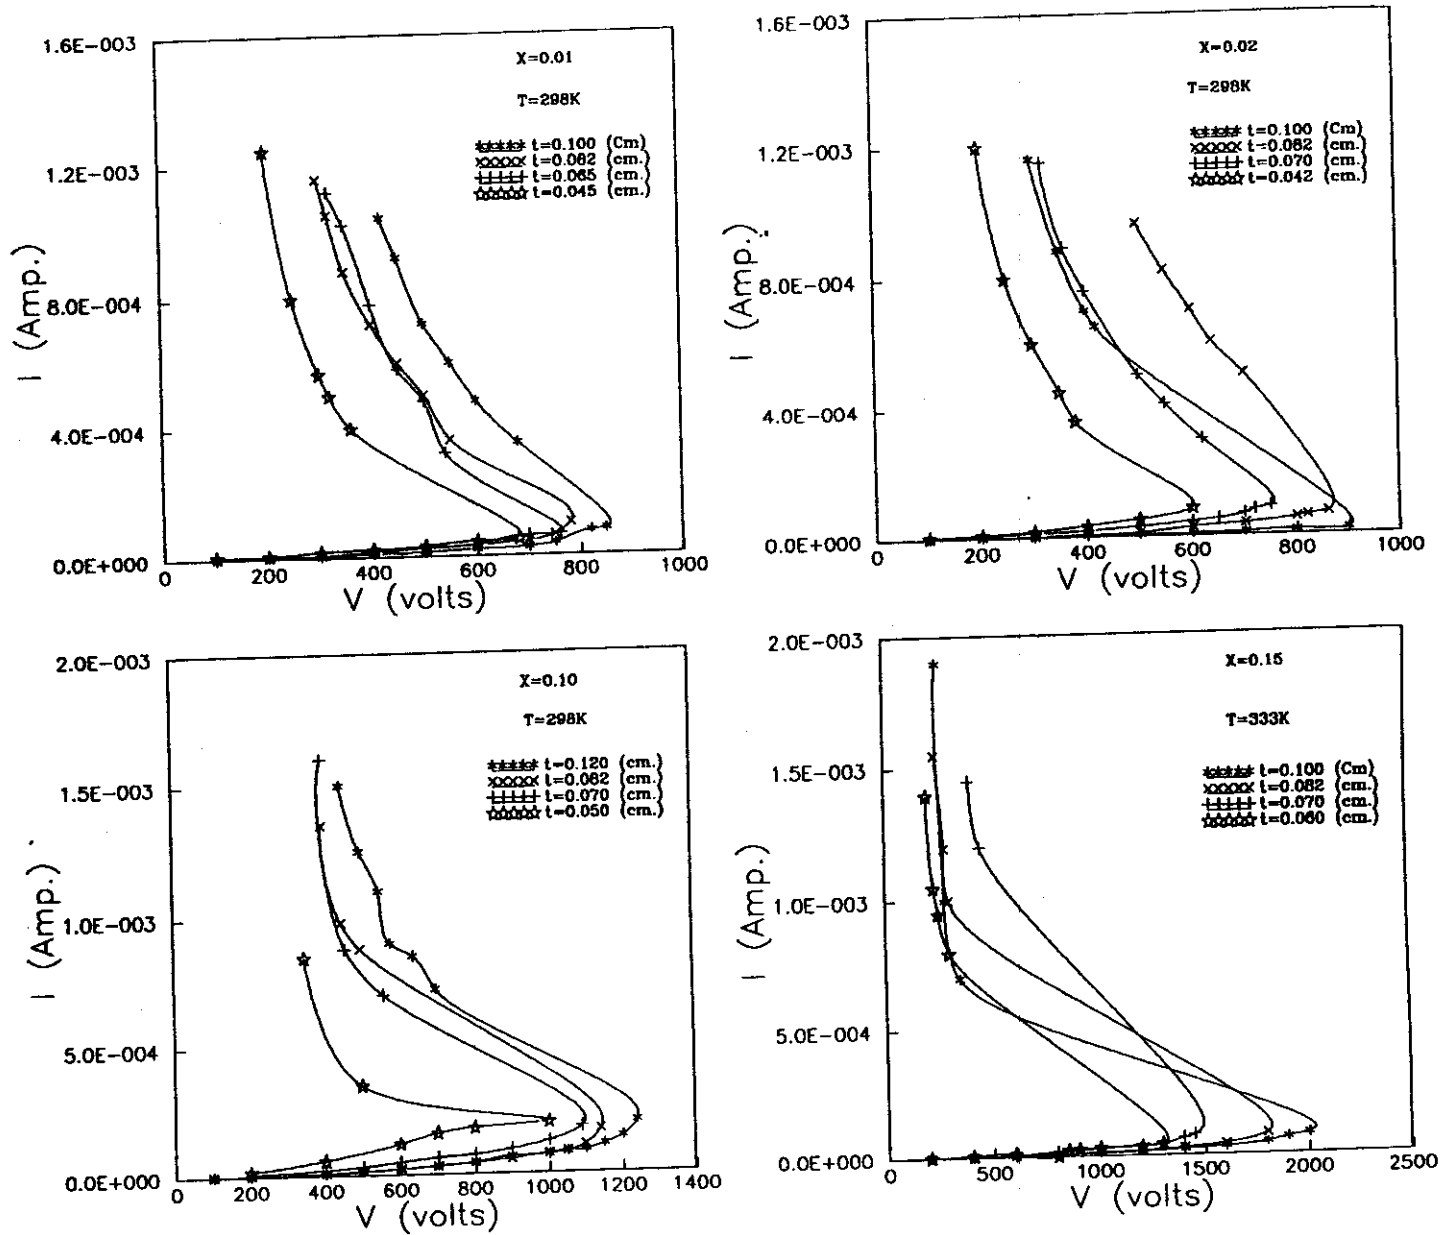 1.6E-003
1.2E-003
8.0E-004
4.0E-004
0.0E+000
I (Amp.)
X=0.01
T=298K
t=0.100 (Cm)
t=0.082 (cm.)
t=0.065 (cm.)
t=0.045 (cm.)
0 200 400 600 800 1000
V (volts)
1.6E-003
1.2E-003
8.0E-004
4.0E-004
0.0E+000
I (Amp.)
X=0.02
T=298K
t=0.100 (Cm)
t=0.082 (cm.)
t=0.070 (cm.)
t=0.042 (cm.)
0 200 400 600 800 1000
V (volts)
2.0E-003
1.5E-003
1.0E-003
5.0E-004
0.0E+000
I (Amp.)
X=0.10
T=298K
t=0.120 (cm.)
t=0.082 (cm.)
t=0.070 (cm.)
t=0.050 (cm.)
0 200 400 600 800 1000 1200 1400
V (volts)
2.0E-003
1.5E-003
1.0E-003
5.0E-004
0.0E+000
I (Amp.)
X=0.15
T=333K
t=0.100 (Cm)
t=0.082 (cm.)
t=0.070 (cm.)
t=0.060 (cm.)
0 500 1000 1500 2000 2500
V (volts)